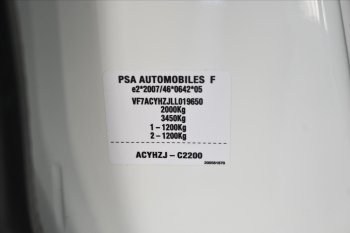 PSA AUTOMOBILES F
e2*2007/46*0642*05
VF7ACYHZJLL019650
2000Kg
3450Kg
1 - 1200Kg
2 - 1200Kg
ACYHZJ - C2200